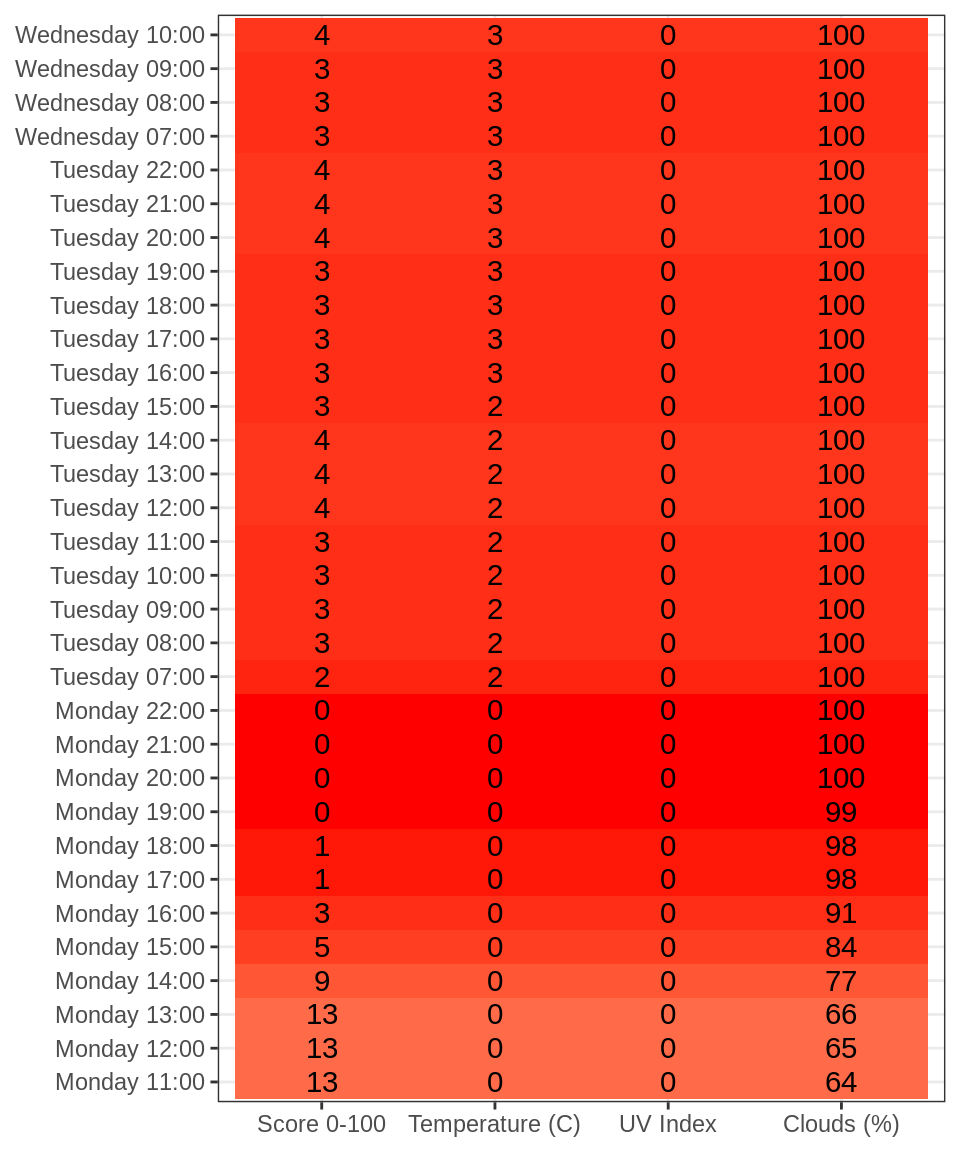 Wednesday 10:00 4 3 0 100
Wednesday 09:00 3 3 0 100
Wednesday 08:00 3 3 0 100
Wednesday 07:00 3 3 0 100
Tuesday 22:00 4 3 0 100
Tuesday 21:00 4 3 0 100
Tuesday 20:00 4 3 0 100
Tuesday 19:00 3 3 0 100
Tuesday 18:00 3 3 0 100
Tuesday 17:00 3 3 0 100
Tuesday 16:00 3 3 0 100
Tuesday 15:00 3 2 0 100
Tuesday 14:00 4 2 0 100
Tuesday 13:00 4 2 0 100
Tuesday 12:00 4 2 0 100
Tuesday 11:00 3 2 0 100
Tuesday 10:00 3 2 0 100
Tuesday 09:00 3 2 0 100
Tuesday 08:00 3 2 0 100
Tuesday 07:00 2 2 0 100
Monday 22:00 0 0 0 100
Monday 21:00 0 0 0 100
Monday 20:00 0 0 0 100
Monday 19:00 0 0 0 99
Monday 18:00 1 0 0 98
Monday 17:00 1 0 0 98
Monday 16:00 3 0 0 91
Monday 15:00 5 0 0 84
Monday 14:00 9 0 0 77
Monday 13:00 13 0 0 66
Monday 12:00 13 0 0 65
Monday 11:00 13 0 0 64
Score 0-100 Temperature (C) UV Index Clouds (%)